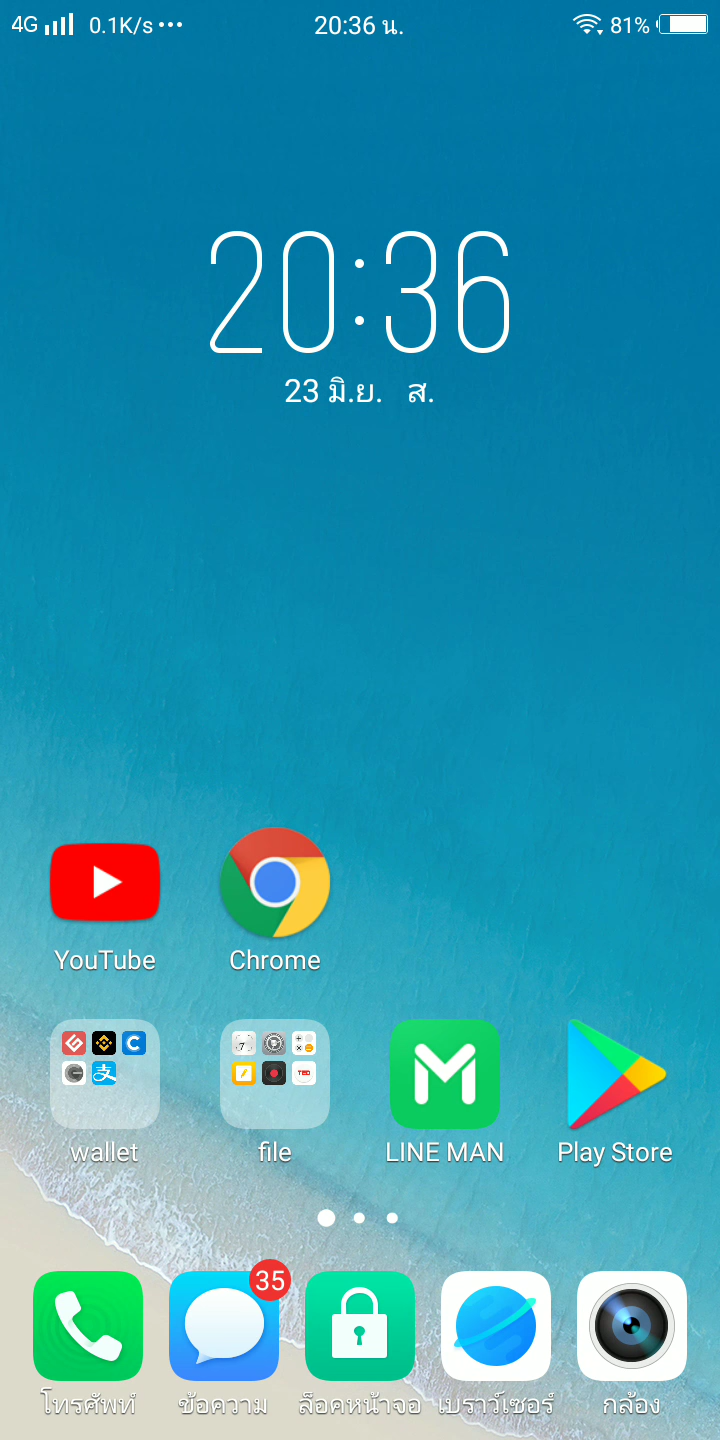 4G 0.1K/s ... 20:36 น. 81%
20:36
23 มิ.ย. ส.
YouTube Chrome
wallet file LINE MAN Play Store
35
โทรศัพท์ ข้อความ ล็อคหน้าจอ เบราว์เซอร์ กล้อง